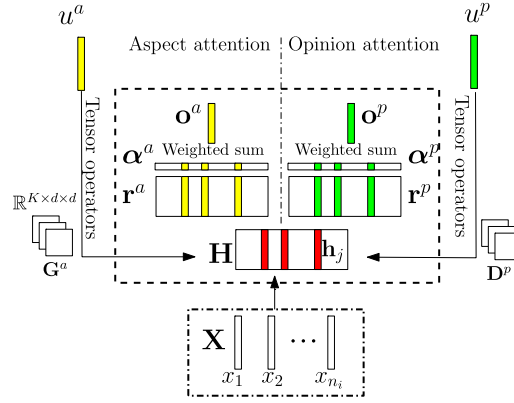 u^a
u^p
Aspect attention
Opinion attention
o^a
o^p
Weighted sum
Weighted sum
α^a
α^p
r^a
r^p
Tensor operators
Tensor operators
ℝ^{K×d×d}
G^a
D^p
H
h_j
X
...
x_1
x_2
x_{n_i}